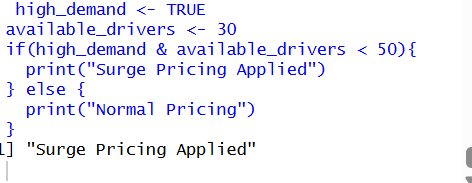 high_demand <- TRUE
available_drivers <- 30
if(high_demand & available_drivers < 50){
  print("Surge Pricing Applied")
} else {
  print("Normal Pricing")
}
1] "Surge Pricing Applied"